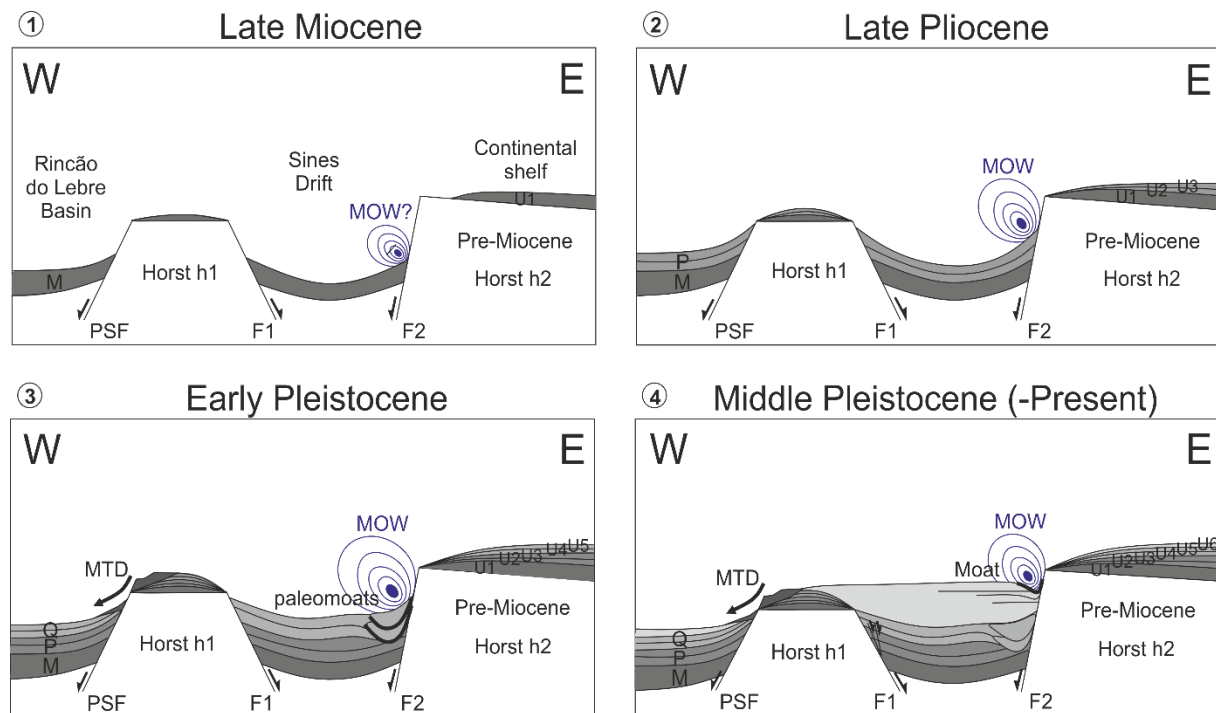 1
Late Miocene
W
E
Rincão
do Lebre
Basin
Sines
Drift
Continental
shelf
MOW?
U1
Pre-Miocene
M
Horst h1
Horst h2
PSF
F1
F2
2
Late Pliocene
W
E
MOW
U1 U2 U3
P
M
Horst h1
Pre-Miocene
Horst h2
PSF
F1
F2
3
Early Pleistocene
W
E
MOW
MTD
paleomoats
U1 U2 U3 U4 U5
Q
P
M
Horst h1
Pre-Miocene
Horst h2
PSF
F1
F2
4
Middle Pleistocene (-Present)
W
E
MOW
MTD
Moat
U1 U2 U3 U4 U5 U6
Q
P
M
Horst h1
Pre-Miocene
Horst h2
PSF
F1
F2